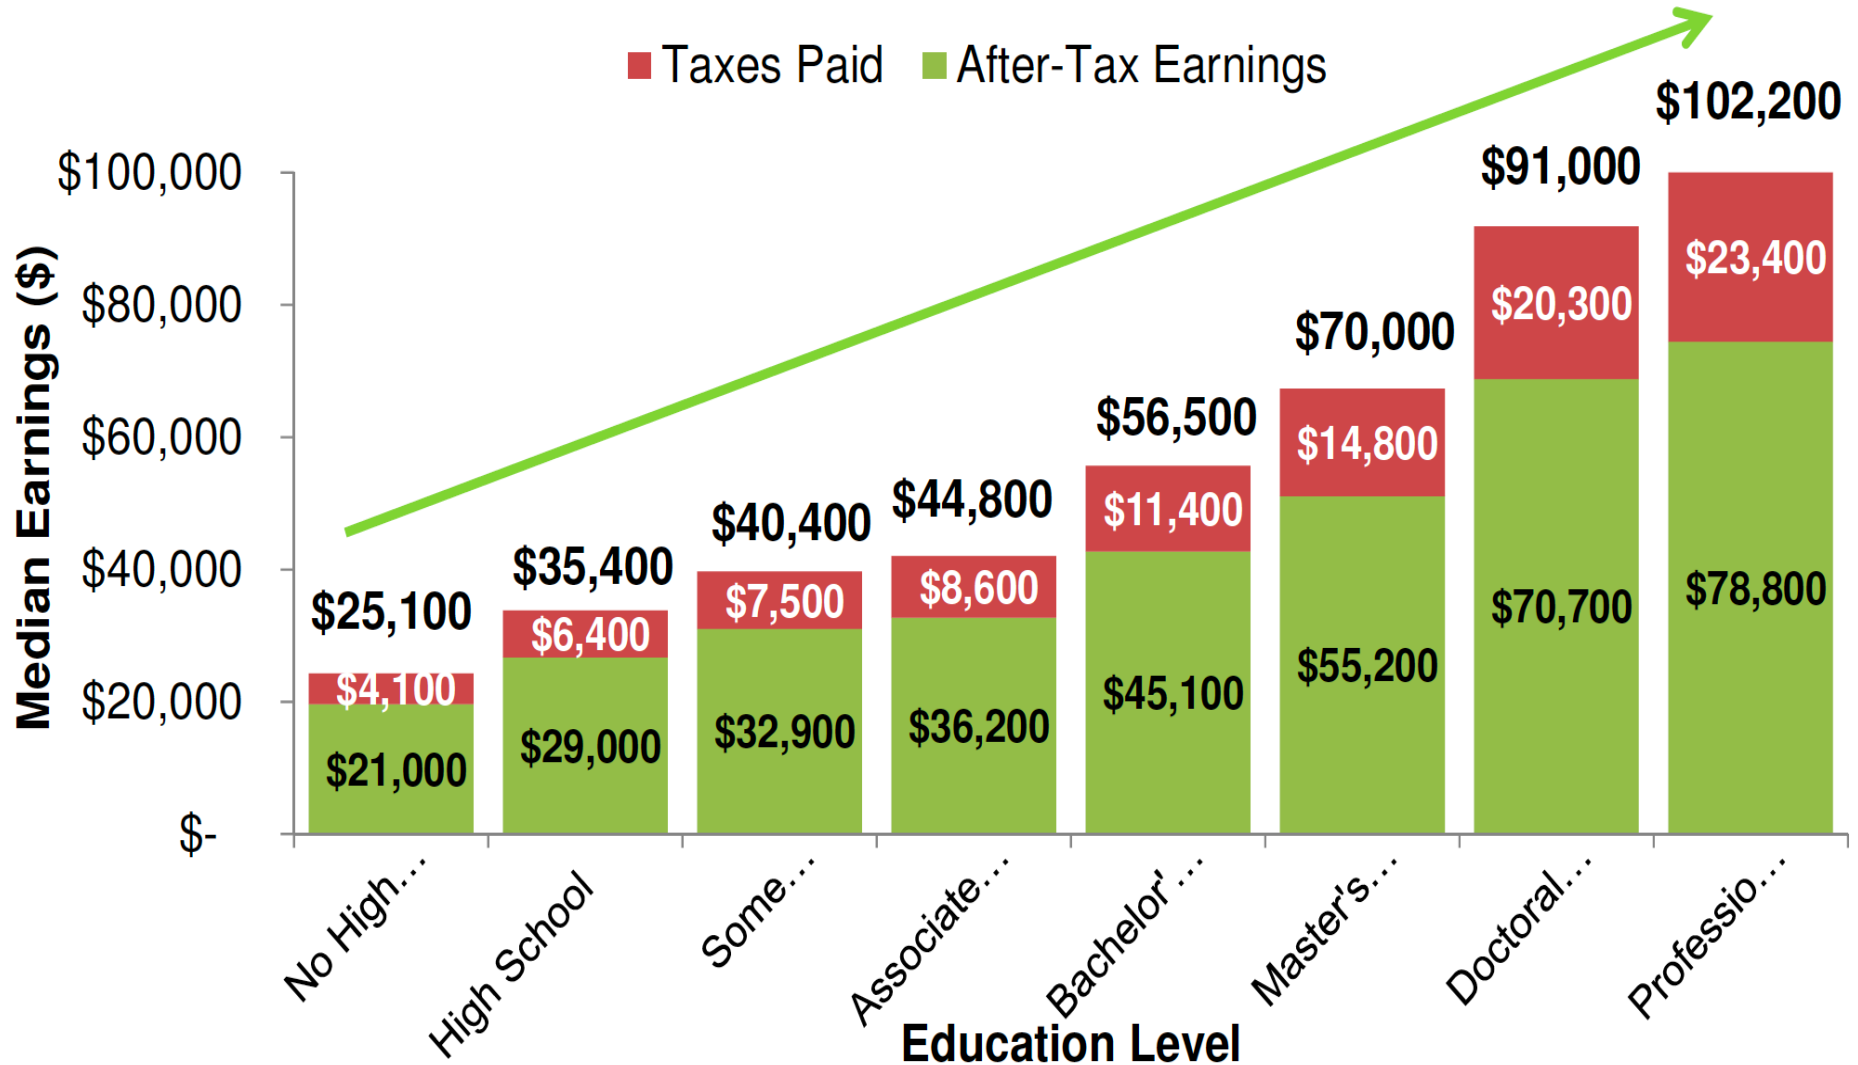 Taxes Paid After-Tax Earnings
$102,200
$91,000
$70,000
$56,500
$44,800
$40,400
$35,400
$25,100
$100,000
$80,000
$60,000
$40,000
$20,000
$-
Median Earnings ($)
$4,100
$6,400
$7,500
$8,600
$11,400
$14,800
$20,300
$23,400
$21,000
$29,000
$32,900
$36,200
$45,100
$55,200
$70,700
$78,800
No High...
High School
Some...
Associate...
Bachelor'...
Master's...
Doctoral...
Professio...
Education Level